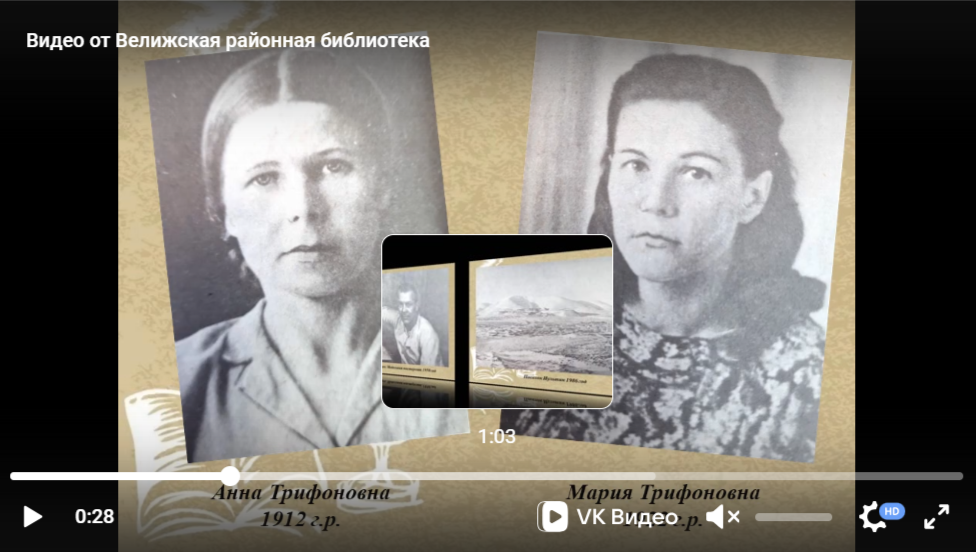 Видео от Велижская районная библиотека
1:03
Анна Трифоновна
1912 г.р.
Мария Трифоновна
г.р.
0:28
VK Видео
HD